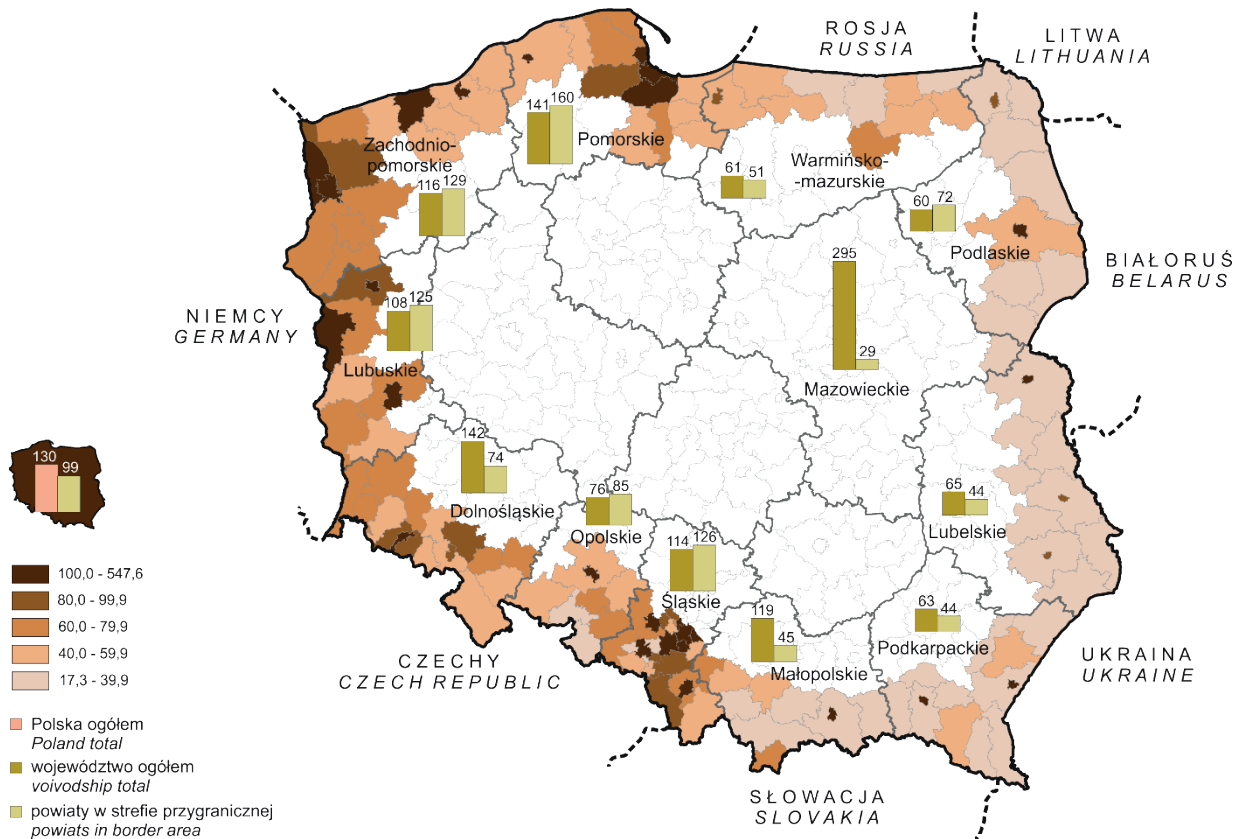 ROSJA
RUSSIA
LITWA
LITHUANIA
BIAŁORUŚ
BELARUS
NIEMCY
GERMANY
CZECHY
CZECH REPUBLIC
SŁOWACJA
SLOVAKIA
UKRAINA
UKRAINE
141 160
Pomorskie
Zachodnio-
pomorskie
116 129
61 51
Warmińsko-
-mazurskie
60 72
Podlaskie
295
29
Mazowieckie
108 125
Lubuskie
142
74
Dolnośląskie
76 85
Opolskie
114 126
Śląskie
119
45
Małopolskie
65 44
Lubelskie
63 44
Podkarpackie
130
99
100,0 - 547,6
80,0 - 99,9
60,0 - 79,9
40,0 - 59,9
17,3 - 39,9
Polska ogółem
Poland total
województwo ogółem
voivodship total
powiaty w strefie przygranicznej
powiats in border area